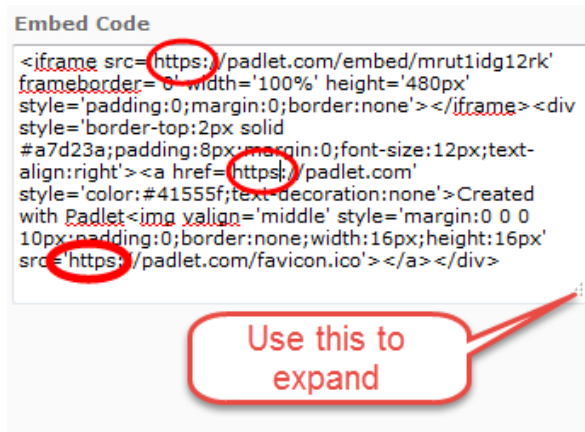 Embed Code
<iframe src='https://padlet.com/embed/mrut1idg12rk'
frameborder='0' width='100%' height='480px'
style='padding:0;margin:0;border:none'></iframe><div
style='border-top:2px solid
#a7d23a;padding:8px;margin:0;font-size:12px;text-
align:right'><a href='https://padlet.com'
style='color:#41555f;text-decoration:none'>Created
with Padlet<img valign='middle' style='margin:0 0 0
10px;padding:0;border:none;width:16px;height:16px'
src='https://padlet.com/favicon.ico'></a></div>
Use this to
expand